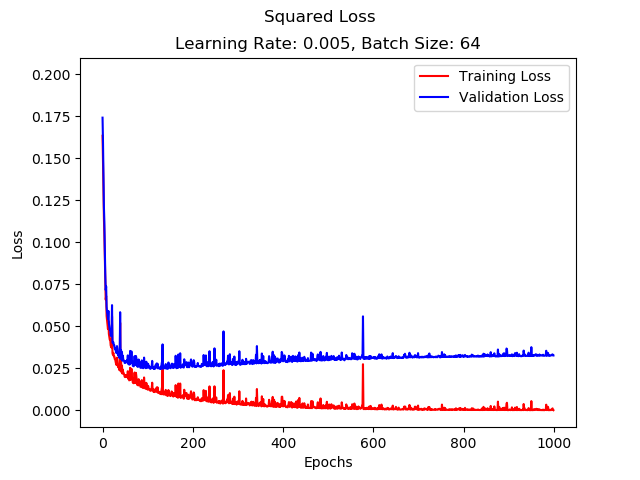 Squared Loss
Learning Rate: 0.005, Batch Size: 64
Training Loss
Validation Loss
0.200
0.175
0.150
0.125
0.100
0.075
0.050
0.025
0.000
Loss
0
200
400
600
800
1000
Epochs